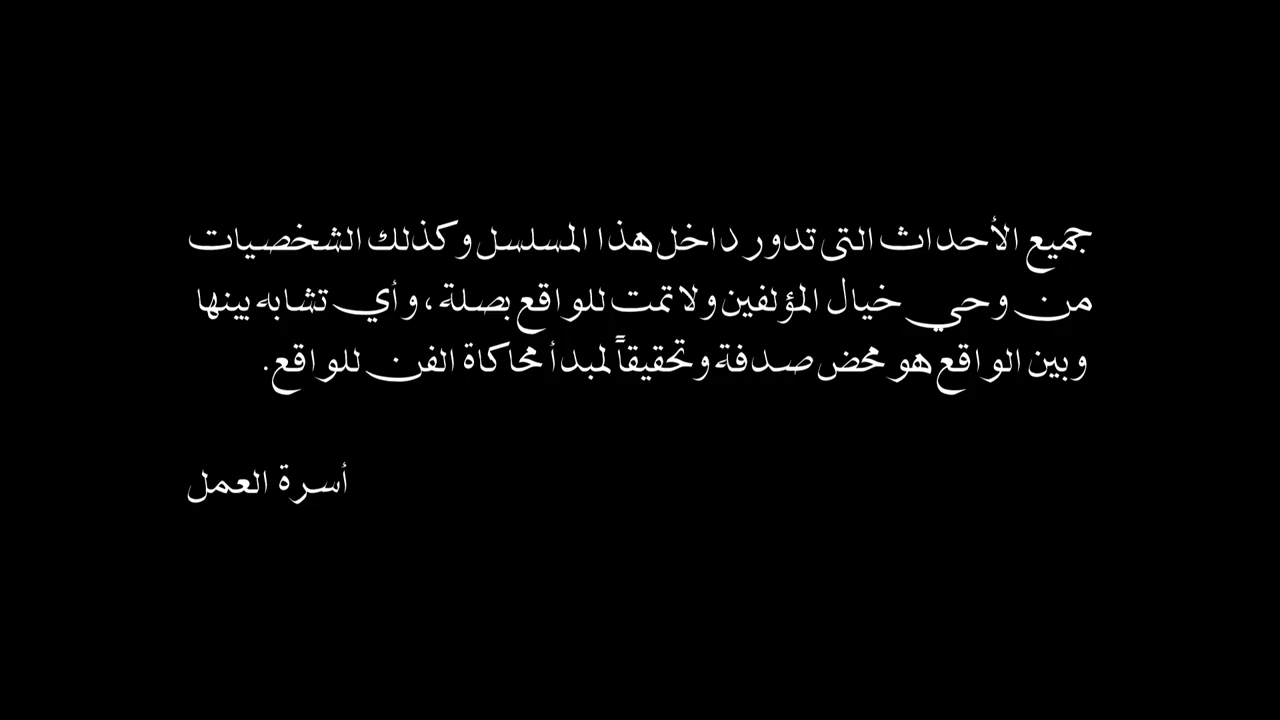 جميع الأحداث التى تدور داخل هذا المسلسل وكذلك الشخصيات
من وحي خيال المؤلفين ولا تمت للواقع بصلة، وأي تشابه بينها
وبين الواقع هو محض صدفة وتحقيقاً لمبدأ محاكاة الفن للواقع.
أسرة العمل